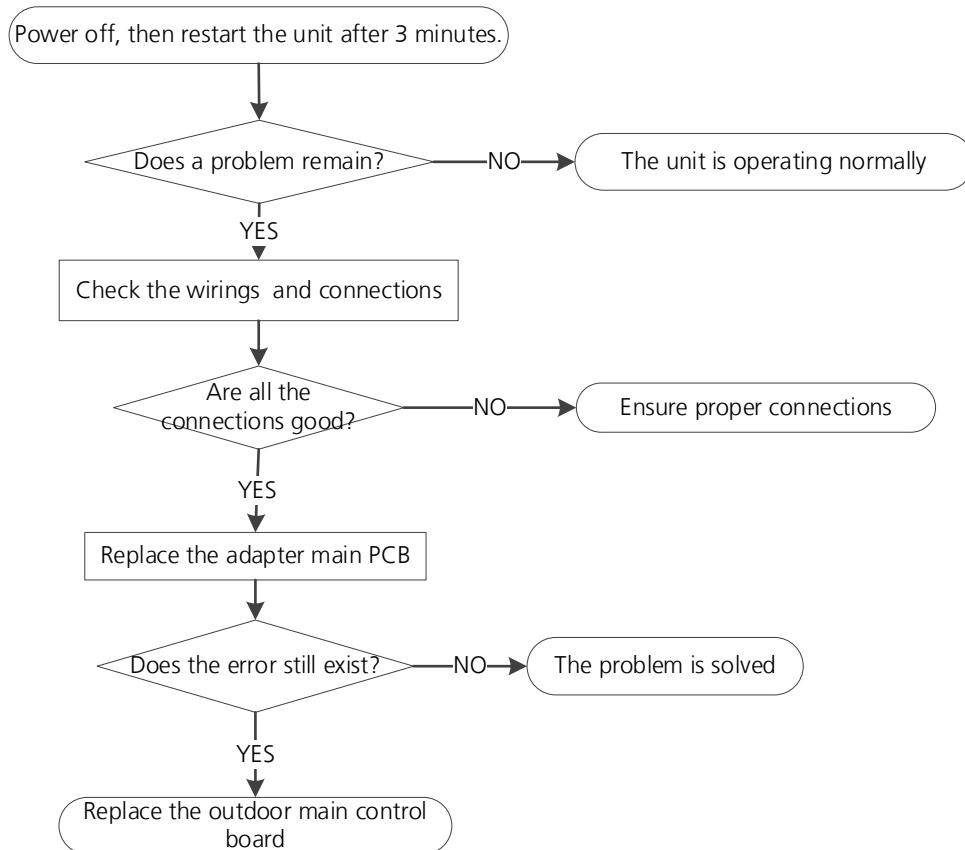 Power off, then restart the unit after 3 minutes.
Does a problem remain?
NO
The unit is operating normally
YES
Check the wirings and connections
Are all the
connections good?
NO
Ensure proper connections
YES
Replace the adapter main PCB
Does the error still exist?
NO
The problem is solved
YES
Replace the outdoor main control
board